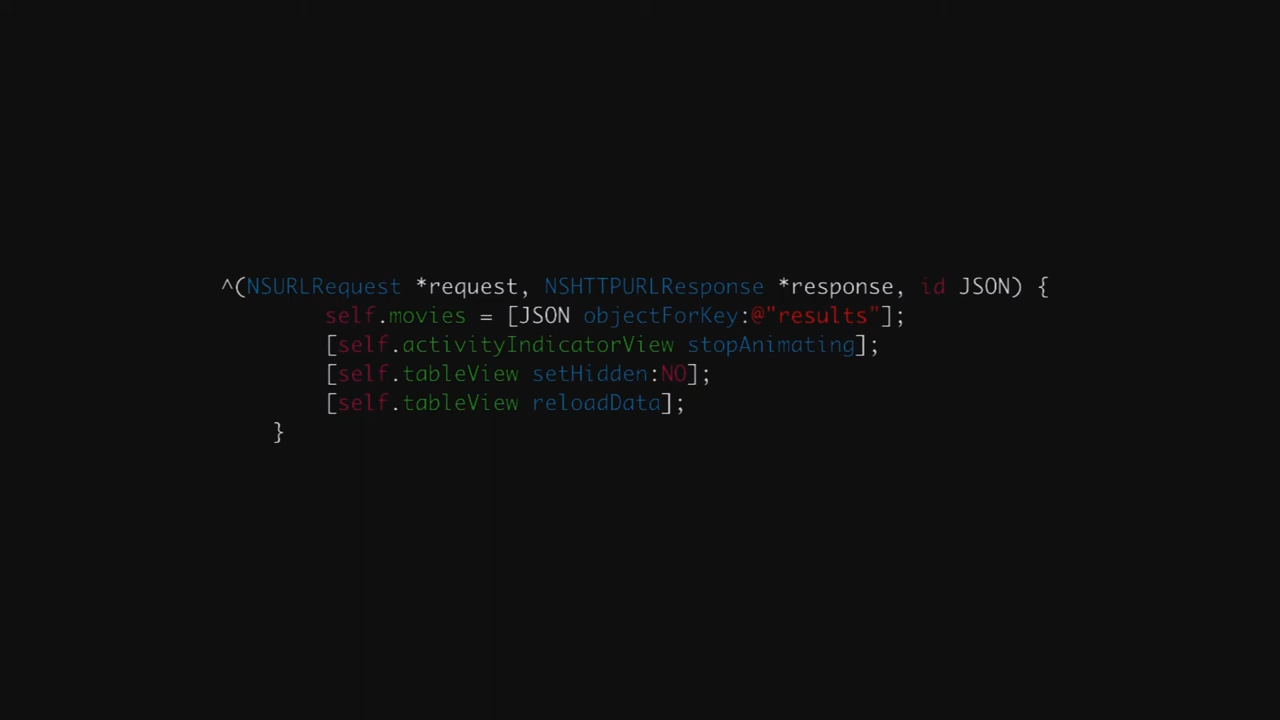 ^(NSURLRequest *request, NSHTTPURLResponse *response, id JSON) {
self.movies = [JSON objectForKey:@"results"];
[self.activityIndicatorView stopAnimating];
[self.tableView setHidden:NO];
[self.tableView reloadData];
}